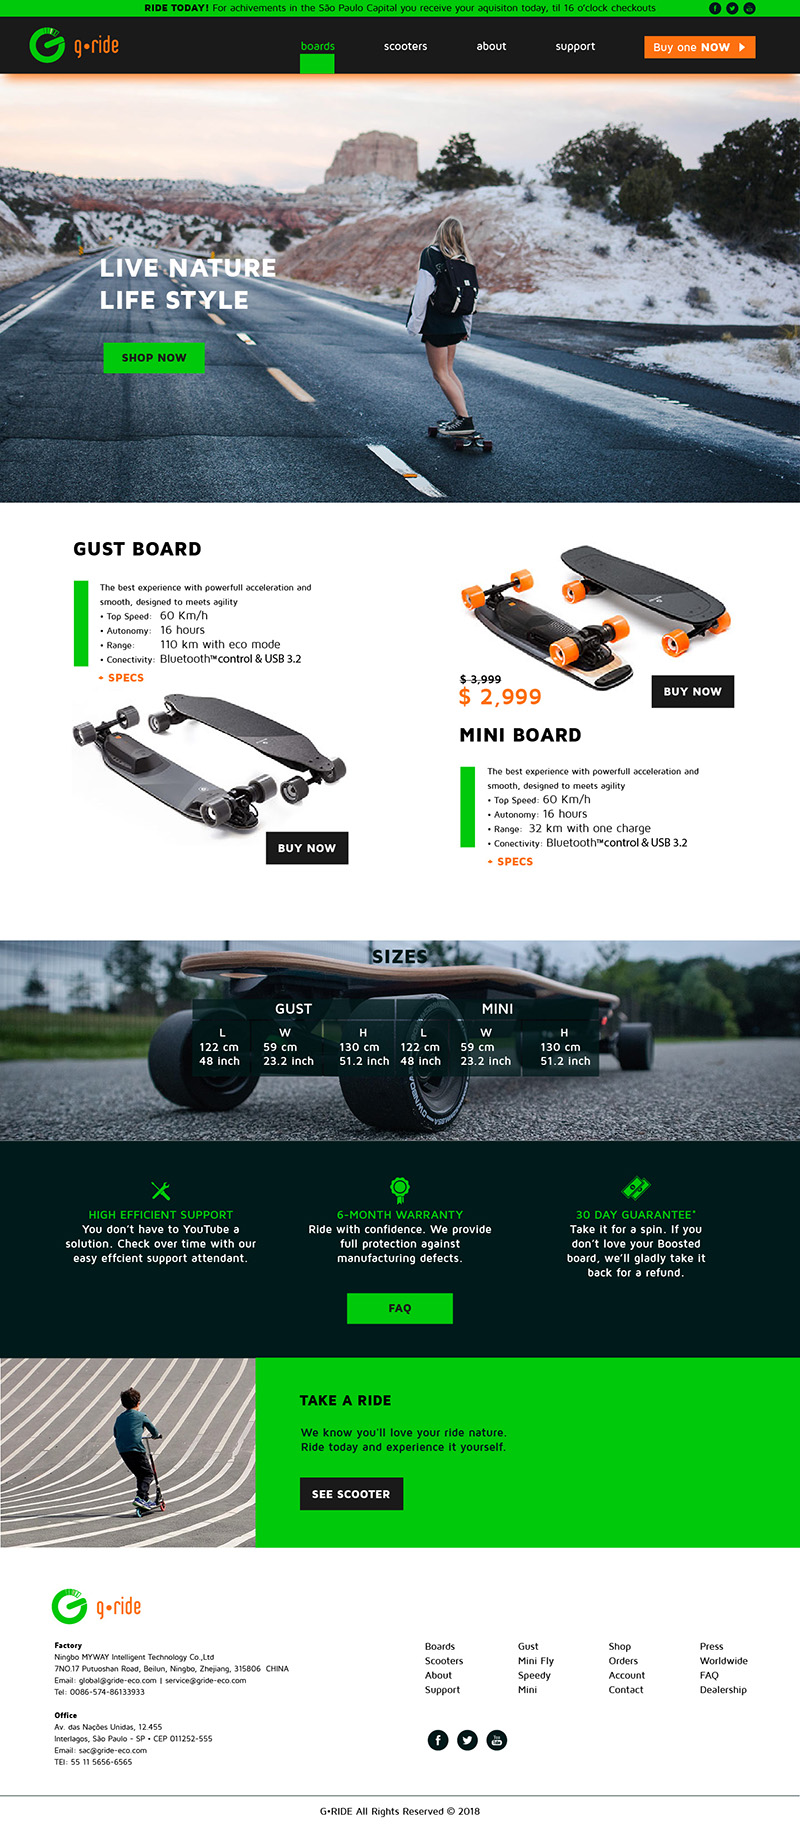 RIDE TODAY! For achivements in the São Paulo Capital you receive your aquisiton today, til 16 o'clock checkouts
g•ride
boards
scooters
about
support
Buy one NOW
LIVE NATURE
LIFE STYLE
SHOP NOW
GUST BOARD
The best experience with powerfull acceleration and
smooth, designed to meets agility
• Top Speed: 60 Km/h
• Autonomy: 16 hours
• Range: 110 km with eco mode
• Conectivity: Bluetooth™control & USB 3.2
+ SPECS
BUY NOW
$ 3,999
$ 2,999
BUY NOW
MINI BOARD
The best experience with powerfull acceleration and
smooth, designed to meets agility
• Top Speed: 60 Km/h
• Autonomy: 16 hours
• Range: 32 km with one charge
• Conectivity: Bluetooth™control & USB 3.2
+ SPECS
SIZES
GUST MINI
L W H L W H
122 cm 59 cm 130 cm 122 cm 59 cm 130 cm
48 inch 23.2 inch 51.2 inch 48 inch 23.2 inch 51.2 inch
HIGH EFFICIENT SUPPORT
You don't have to YouTube a
solution. Check over time with our
easy effcient support attendant.
6-MONTH WARRANTY
Ride with confidence. We provide
full protection against
manufacturing defects.
30 DAY GUARANTEE*
Take it for a spin. If you
don't love your Boosted
board, we'll gladly take it
back for a refund.
FAQ
TAKE A RIDE
We know you'll love your ride nature.
Ride today and experience it yourself.
SEE SCOOTER
g•ride
Factory
Ningbo MYWAY Intelligent Technology Co.,Ltd
7NO.17 Putuoshan Road, Beilun, Ningbo, Zhejiang, 315806 CHINA
Email: global@gride-eco.com | service@gride-eco.com
Tel: 0086-574-86133933
Office
Av. das Nações Unidas, 12.455
Interlagos, São Paulo - SP • CEP 011252-555
Email: sac@gride-eco.com
TEl: 55 11 5656-6565
Boards
Scooters
About
Support
Gust
Mini Fly
Speedy
Mini
Shop
Orders
Account
Contact
Press
Worldwide
FAQ
Dealership
G•RIDE All Rights Reserved © 2018